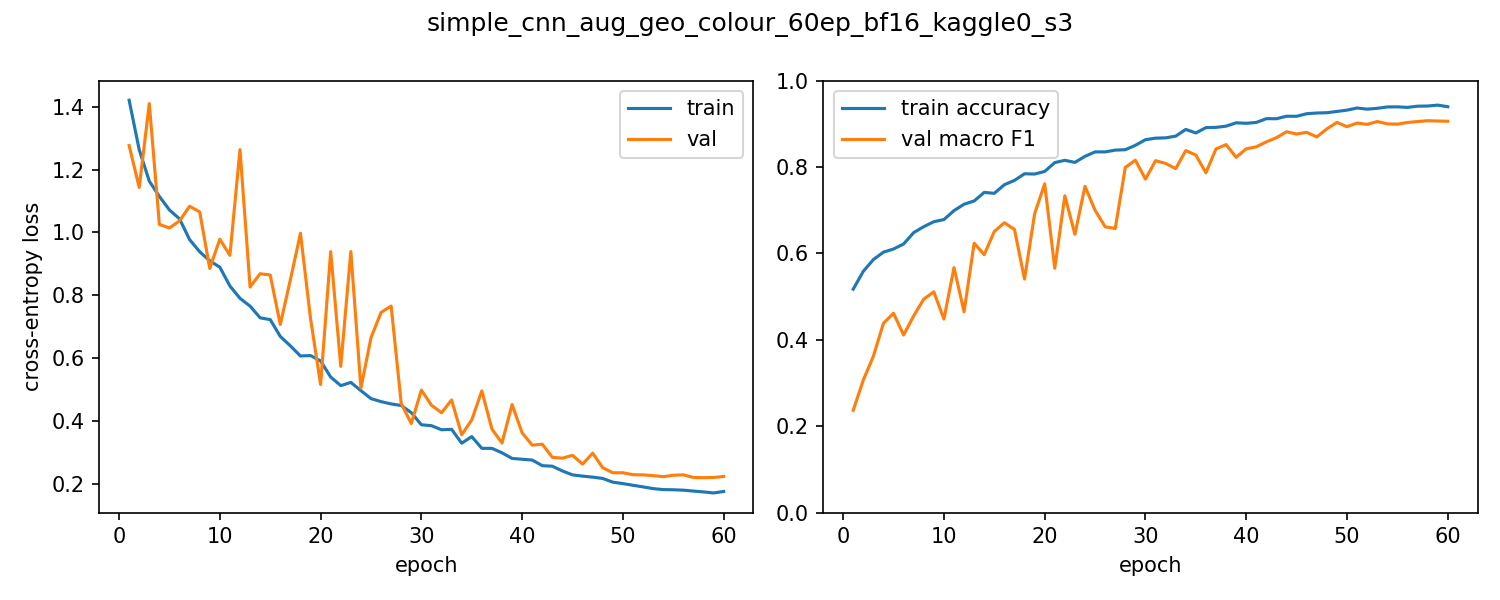 simple_cnn_aug_geo_colour_60ep_bf16_kaggle0_s3
cross-entropy loss
1.4
1.2
1.0
0.8
0.6
0.4
0.2
train
val
0 10 20 30 40 50 60
epoch
1.0
0.8
0.6
0.4
0.2
0.0
train accuracy
val macro F1
0 10 20 30 40 50 60
epoch